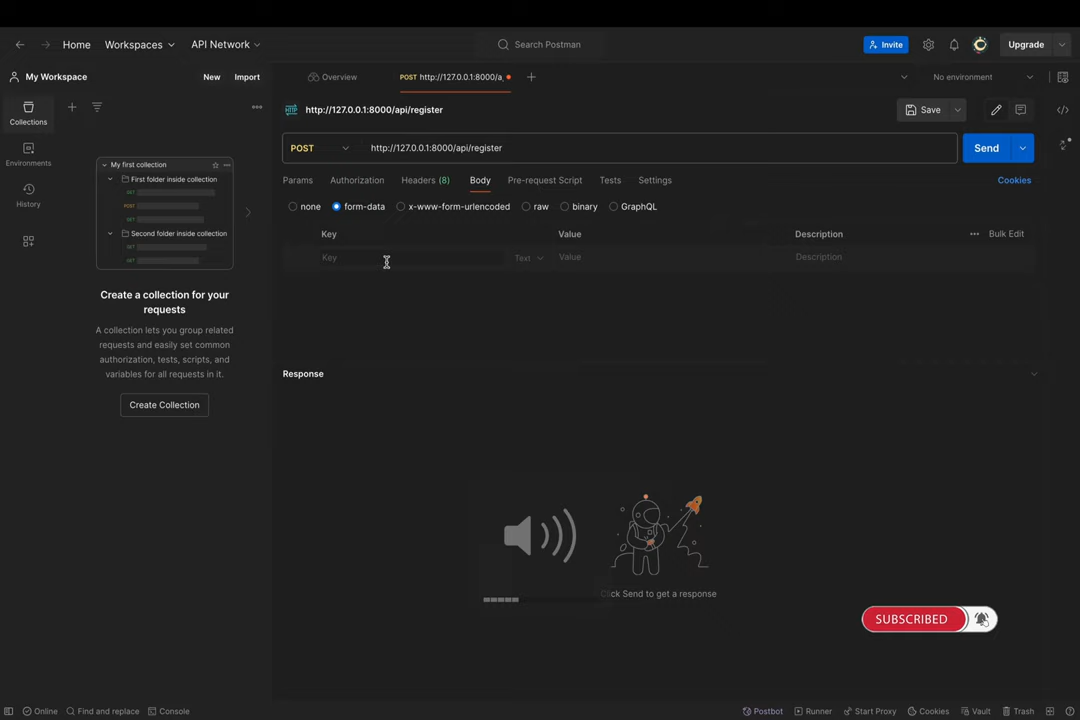 Home Workspaces API Network Search Postman Invite Upgrade
My Workspace New Import Overview POST http://127.0.0.1:8000/a No environment
Collections
http://127.0.0.1:8000/api/register Save
Environments
POST http://127.0.0.1:8000/api/register Send
History
Params Authorization Headers (8) Body Pre-request Script Tests Settings Cookies
none form-data x-www-form-urlencoded raw binary GraphQL
Key Value Description Bulk Edit
Key Text Value Description
My first collection
First folder inside collection
GET
POST
GET
Second folder inside collection
GET
GET
Create a collection for your
requests
A collection lets you group related
requests and easily set common
authorization, tests, scripts, and
variables for all requests in it.
Create Collection
Response
Click Send to get a response
SUBSCRIBED
Online Find and replace Console Postbot Runner Start Proxy Cookies Vault Trash